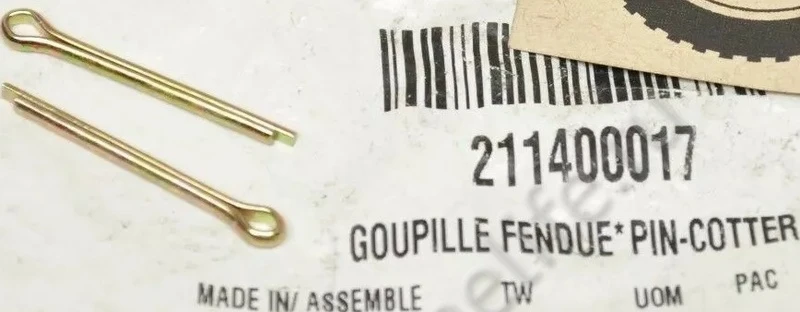 211400017
GOUPILLE FENDUE* PIN-COTTER
MADE IN/ ASSEMBLE TW UOM PAC